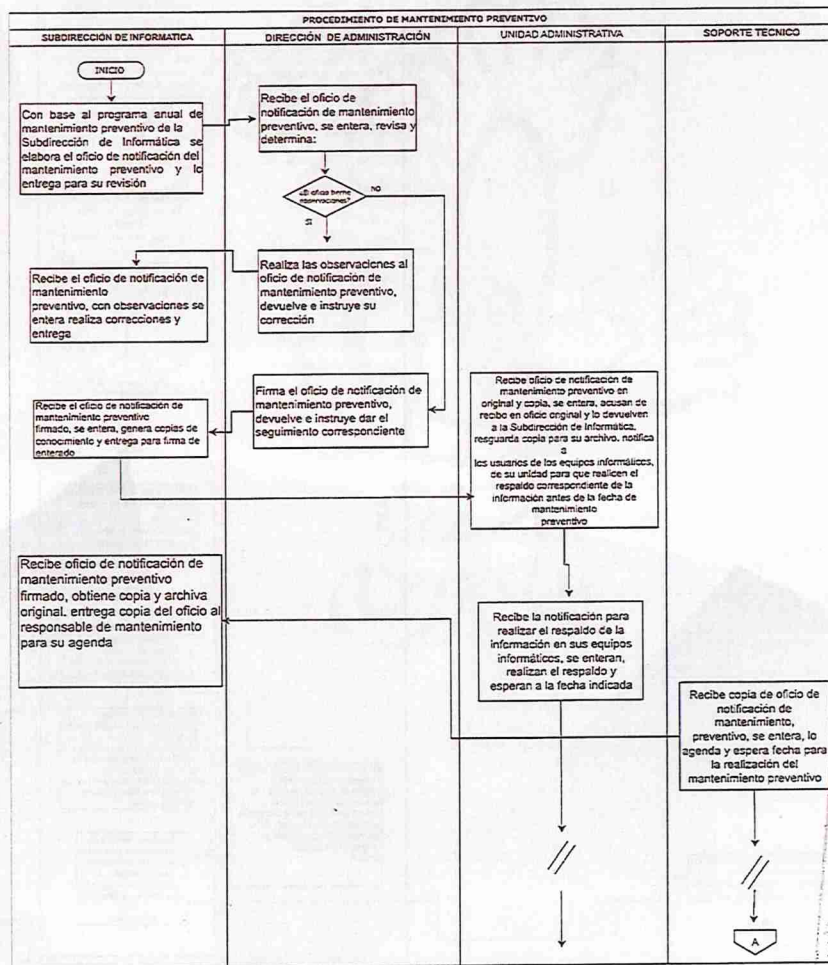 PROCEDIMIENTO DE MANTENIMIENTO PREVENTIVO
SUBDIRECCIÓN DE INFORMATICA
DIRECCIÓN DE ADMINISTRACIÓN
UNIDAD ADMINISTRATIVA
SOPORTE TECNICO
INICIO
Con base al programa anual de
mantenimiento preventivo de la
Subdirección de Informática se
elabora el oficio de notificación del
mantenimiento preventivo y lo
entrega para su revisión
Recibe el oficio de
notificación de mantenimiento
preventivo, se entera, revisa y
determina:
¿El oficio tiene
observaciones?
NO
SI
Realiza las observaciones al
oficio de notificación de
mantenimiento preventivo,
devuelve e instruye su
corrección
Recibe el oficio de notificación de
mantenimiento
preventivo, con observaciones se
entera realiza correcciones y
entrega
Firma el oficio de notificación de
mantenimiento preventivo,
devuelve e instruye dar el
seguimiento correspondiente
Recibe el oficio de notificación de
mantenimiento preventivo
firmado, se entera, genera copias de
conocimiento y entrega para firma de
enterado
Recibe oficio de notificación de
mantenimiento preventivo en
original y copia, se entera, acusan de
recibo en oficio original y lo devuelven
a la Subdirección de Informática,
resguarda copia para su archivo, notifica
a
los usuarios de los equipos informáticos,
de su unidad para que realicen el
respaldo correspondiente de la
información antes de la fecha de
mantenimiento
preventivo
Recibe oficio de notificación de
mantenimiento preventivo
firmado, obtiene copia y archiva
original. entrega copia del oficio al
responsable de mantenimiento
para su agenda
Recibe la notificación para
realizar el respaldo de la
información en sus equipos
informáticos, se enteran,
realizan el respaldo y
esperan a la fecha indicada
Recibe copia de oficio de
notificación de
mantenimiento,
preventivo, se entera, lo
agenda y espera fecha para
la realización del
mantenimiento preventivo
A